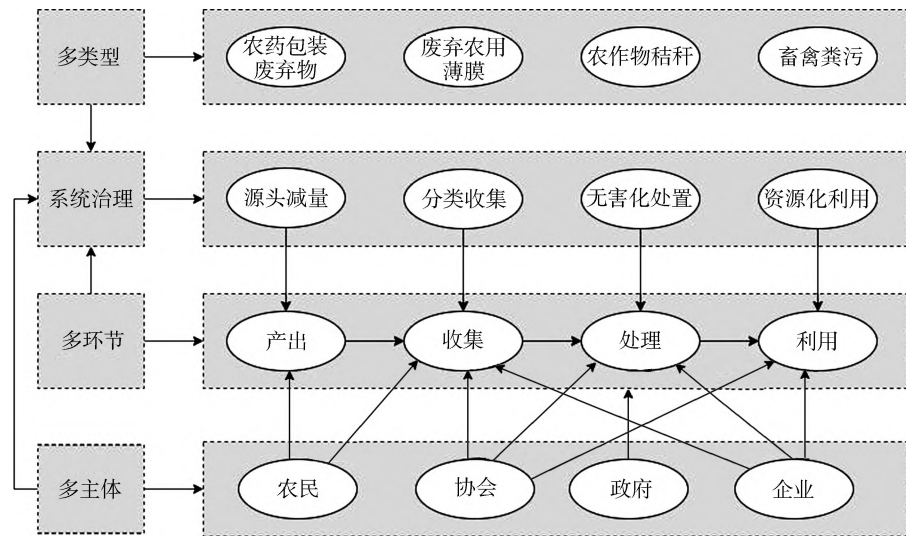 多类型
农药包装
废弃物
废弃农用
薄膜
农作物秸秆
畜禽粪污
系统治理
源头减量
分类收集
无害化处置
资源化利用
多环节
产出
收集
处理
利用
多主体
农民
协会
政府
企业